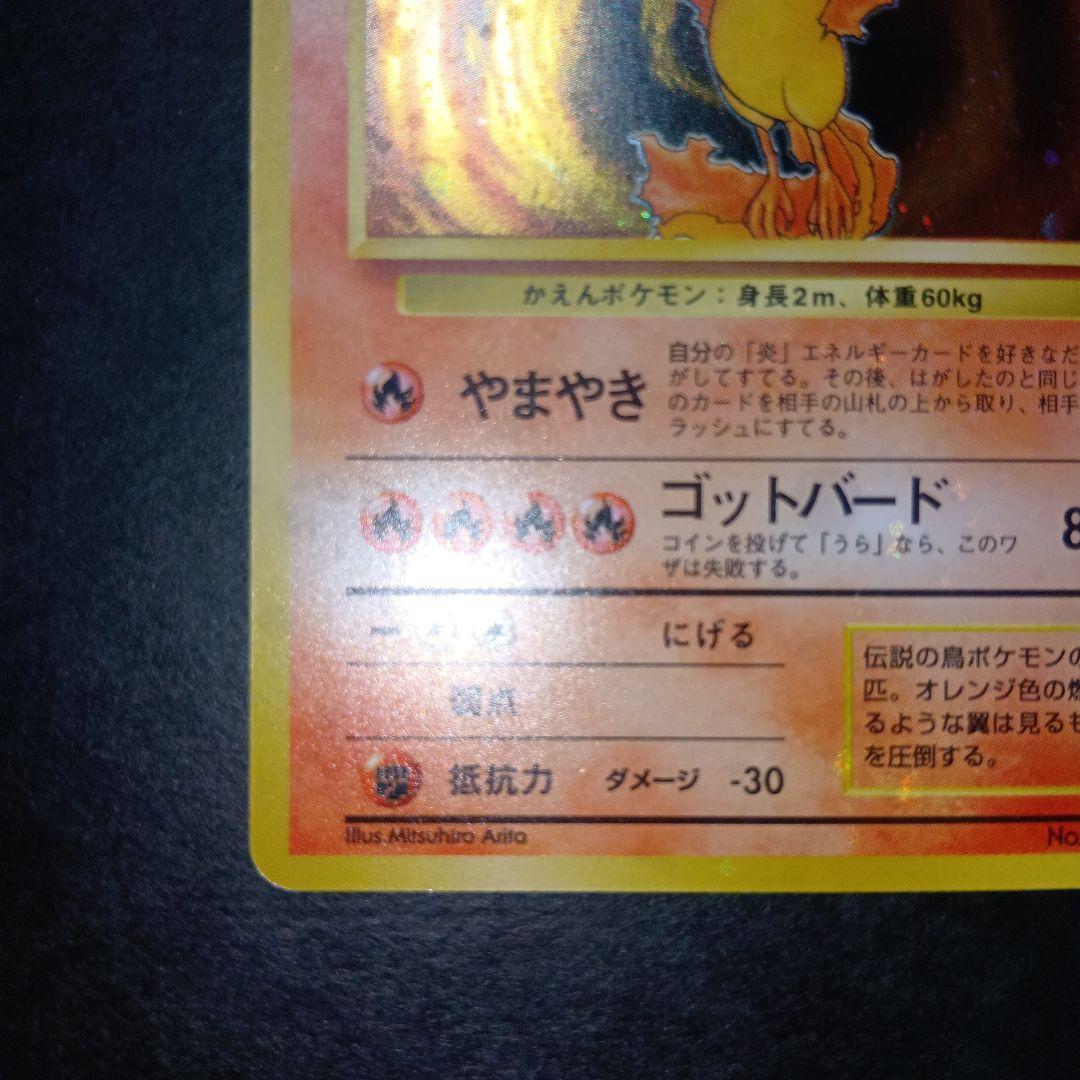 かえんポケモン：身長2m、体重60kg
やまやき
自分の「炎」エネルギーカードを好きなだ
がしてすてる。その後、はがしたのと同じ
のカードを相手の山札の上から取り、相手
ラッシュにすてる。
ゴットバード 8
コインを投げて「うら」なら、このワ
ザは失敗する。
にげる
弱点
抵抗力 ダメージ -30
伝説の鳥ポケモンの
匹。オレンジ色の燃
るような翼は見るも
を圧倒する。
Illus. Mitsuhiro Arita
No.